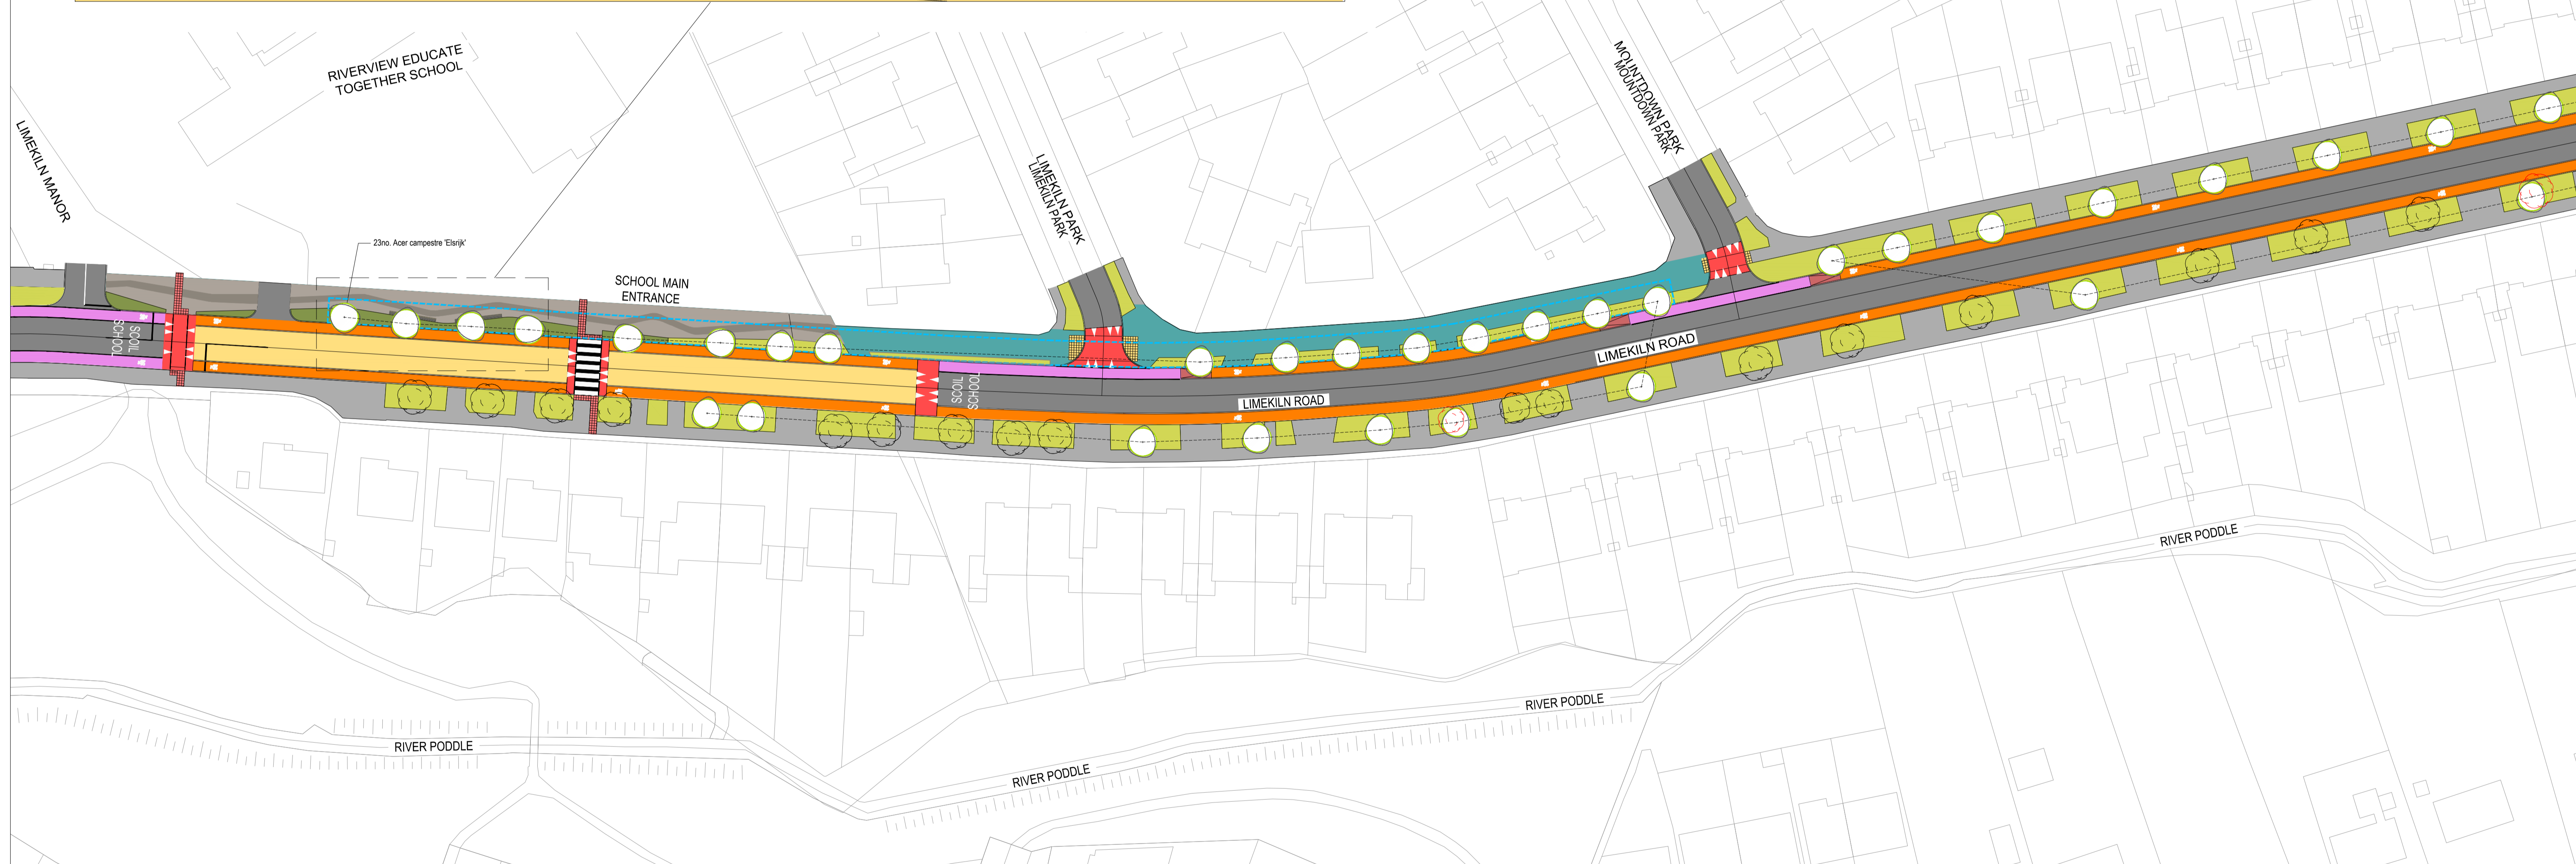 RIVERVIEW EDUCATE
TOGETHER SCHOOL
LIMEKILN MANOR
23no. Acer campestre 'Elsrijk'
SCHOOL MAIN
ENTRANCE
LIMEKILN PARK
LIMEKILN PARK
MOUNTDOWN PARK
MOUNTDOWN PARK
SCOIL
SCHOOL
SCOIL
SCHOOL
LIMEKILN ROAD
LIMEKILN ROAD
RIVER PODDLE
RIVER PODDLE
RIVER PODDLE
RIVER PODDLE